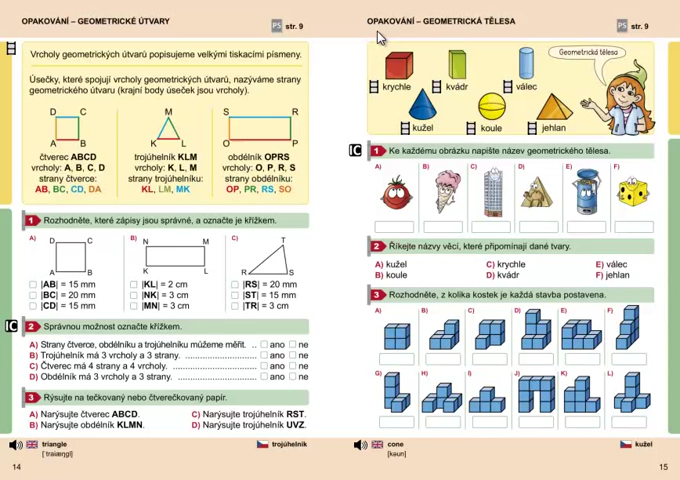 OPAKOVÁNÍ – GEOMETRICKÉ ÚTVARY
PS str. 9
Vrcholy geometrických útvarů popisujeme velkými tiskacími písmeny.
Úsečky, které spojují vrcholy geometrických útvarů, nazýváme strany
geometrického útvaru (krajní body úseček jsou vrcholy).
D C
A B
M
K L
S R
O P
čtverec ABCD
vrcholy: A, B, C, D
strany čtverce:
AB, BC, CD, DA
trojúhelník KLM
vrcholy: K, L, M
strany trojúhelníku:
KL, LM, MK
obdélník OPRS
vrcholy: O, P, R, S
strany obdélníku:
OP, PR, RS, SO
1 Rozhodněte, které zápisy jsou správné, a označte je křížkem.
A) D C
A B
B) N M
K L
C) T
R S
|AB| = 15 mm
|BC| = 20 mm
|CD| = 15 mm
|KL| = 2 cm
|NK| = 3 cm
|MN| = 3 cm
|RS| = 20 mm
|ST| = 15 mm
|TR| = 3 cm
2 Správnou možnost označte křížkem.
A) Strany čtverce, obdélníku a trojúhelníku můžeme měřit. .. ano ne
B) Trojúhelník má 3 vrcholy a 3 strany. ............................ ano ne
C) Čtverec má 4 strany a 4 vrcholy. ................................ ano ne
D) Obdélník má 3 vrcholy a 3 strany. ............................... ano ne
3 Rýsujte na tečkovaný nebo čtverečkovaný papír.
A) Narýsujte čtverec ABCD.
B) Narýsujte obdélník KLMN.
C) Narýsujte trojúhelník RST.
D) Narýsujte trojúhelník UVZ.
triangle
[ˈtraiæŋgl]
trojúhelník
14
OPAKOVÁNÍ – GEOMETRICKÁ TĚLESA
PS str. 9
Geometrická tělesa
krychle kvádr válec
kužel koule jehlan
1 Ke každému obrázku napište název geometrického tělesa.
A) B) C) D) E) F)
2 Říkejte názvy věcí, které připomínají dané tvary.
A) kužel
B) koule
C) krychle
D) kvádr
E) válec
F) jehlan
3 Rozhodněte, z kolika kostek je každá stavba postavena.
A) B) C) D) E) F)
G) H) I) J) K) L)
cone
[kəun]
kužel
15